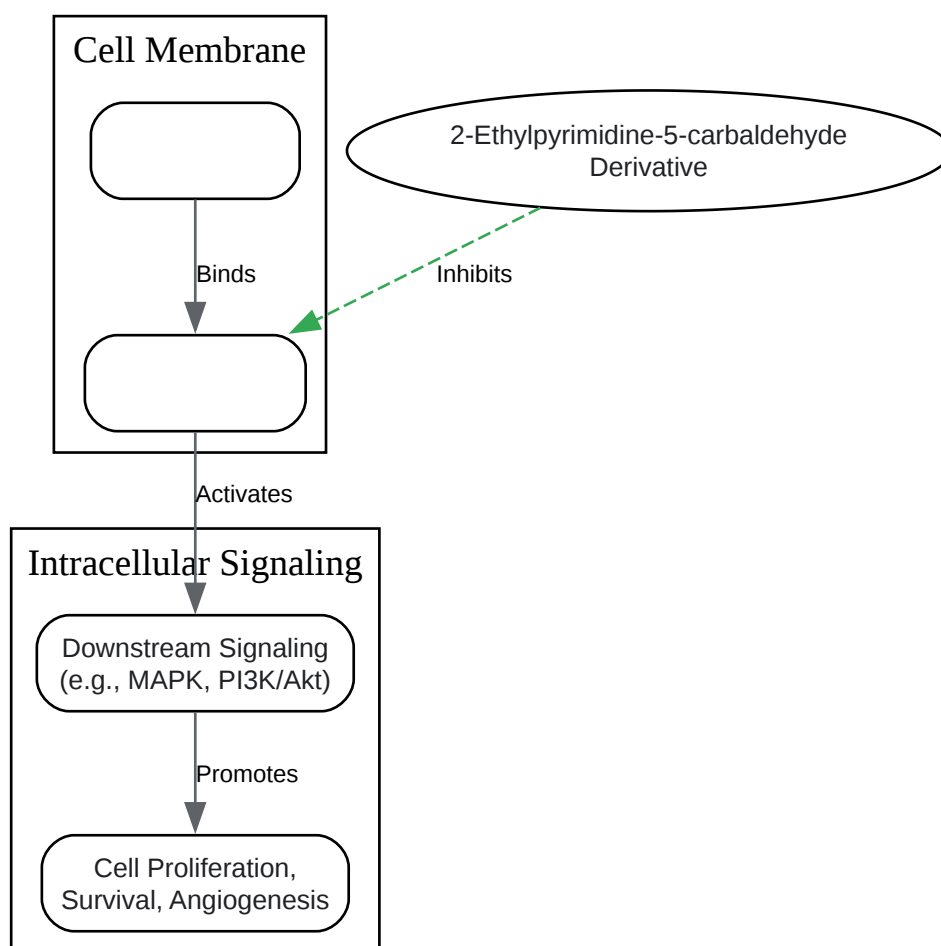 Cell Membrane
2-Ethylpyrimidine-5-carbaldehyde
Derivative
Binds
Inhibits
Activates
Intracellular Signaling
Downstream Signaling
(e.g., MAPK, PI3K/Akt)
Promotes
Cell Proliferation,
Survival, Angiogenesis